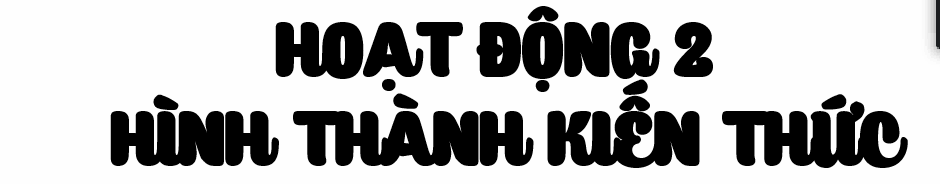 HOẠT ĐỘNG 2
HÌNH THÀNH KIẾN THỨC